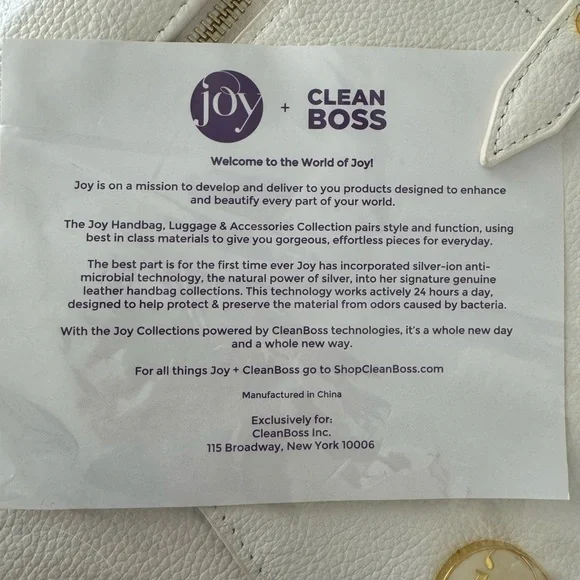 joy + CLEAN
BOSS
Welcome to the World of Joy!
Joy is on a mission to develop and deliver to you products designed to enhance
and beautify every part of your world.
The Joy Handbag, Luggage & Accessories Collection pairs style and function, using
best in class materials to give you gorgeous, effortless pieces for everyday.
The best part is for the first time ever Joy has incorporated silver-ion anti-
microbial technology, the natural power of silver, into her signature genuine
leather handbag collections. This technology works actively 24 hours a day,
designed to help protect & preserve the material from odors caused by bacteria.
With the Joy Collections powered by CleanBoss technologies, it's a whole new day
and a whole new way.
For all things Joy + CleanBoss go to ShopCleanBoss.com
Manufactured in China
Exclusively for:
CleanBoss Inc.
115 Broadway, New York 10006